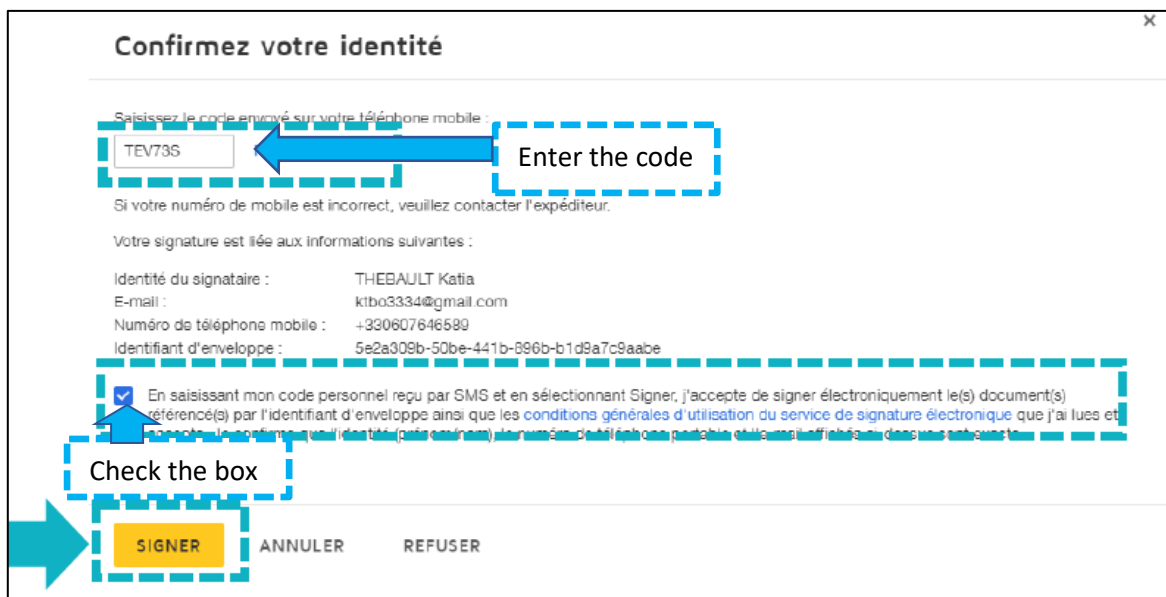 ×
Confirmez votre identité
Saisissez le code envoyé sur votre téléphone mobile :
TEV73S
Enter the code
Si votre numéro de mobile est incorrect, veuillez contacter l'expéditeur.
Votre signature est liée aux informations suivantes :
Identité du signataire : THEBAULT Katia
E-mail : ktbo3334@gmail.com
Numéro de téléphone mobile : +330607646589
Identifiant d'enveloppe : 5e2a309b-50be-441b-896b-b1d9a7c9aabe
En saisissant mon code personnel reçu par SMS et en sélectionnant Signer, j'accepte de signer électroniquement le(s) document(s)
référencé(s) par l'identifiant d'enveloppe ainsi que les conditions générales d'utilisation du service de signature électronique que j'ai lues et
Check the box
SIGNER ANNULER REFUSER